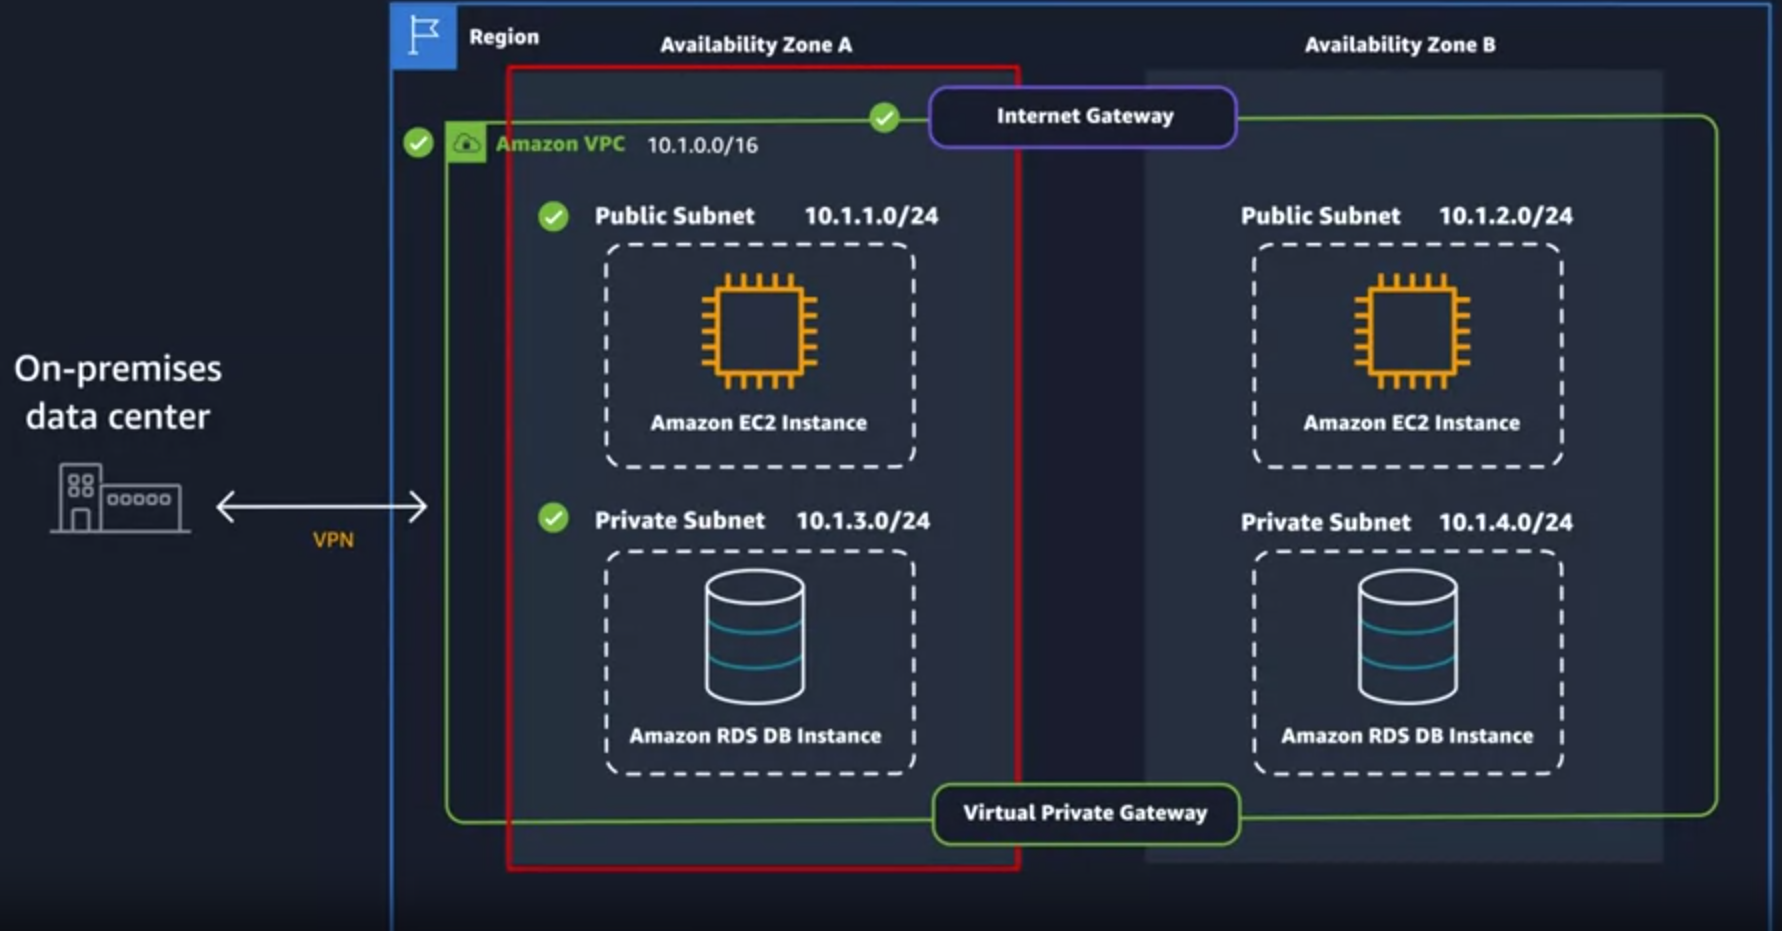 Region
Availability Zone A
Availability Zone B
Internet Gateway
Amazon VPC 10.1.0.0/16
Public Subnet 10.1.1.0/24
Public Subnet 10.1.2.0/24
Amazon EC2 Instance
Amazon EC2 Instance
On-premises
data center
VPN
Private Subnet 10.1.3.0/24
Private Subnet 10.1.4.0/24
Amazon RDS DB Instance
Amazon RDS DB Instance
Virtual Private Gateway